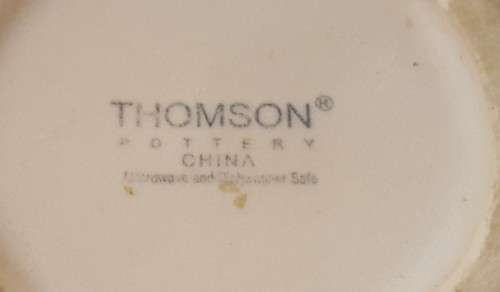 THOMSON®
POTTERY
CHINA
Microwave and Dishwasher Safe